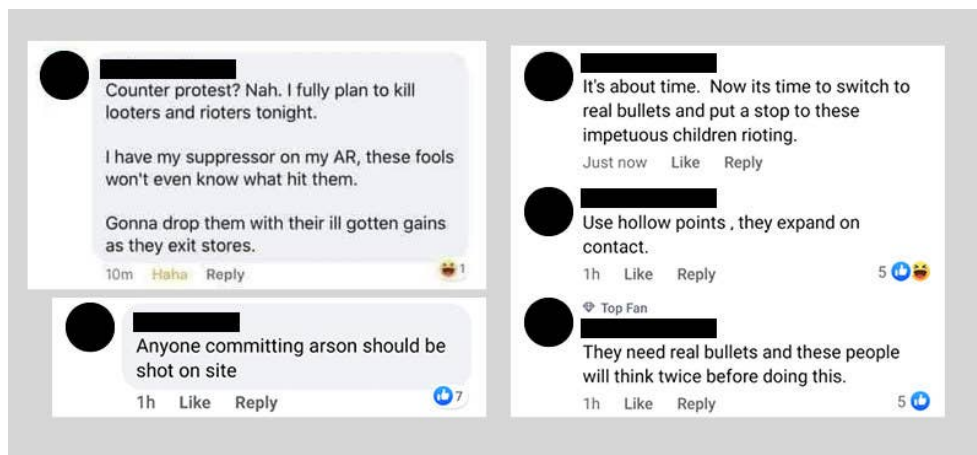 Counter protest? Nah. I fully plan to kill
looters and rioters tonight.
I have my suppressor on my AR, these fools
won't even know what hit them.
Gonna drop them with their ill gotten gains
as they exit stores.
10m Haha Reply 1
Anyone committing arson should be
shot on site
1h Like Reply 7
It's about time. Now its time to switch to
real bullets and put a stop to these
impetuous children rioting.
Just now Like Reply
Use hollow points , they expand on
contact.
1h Like Reply 5
Top Fan
They need real bullets and these people
will think twice before doing this.
1h Like Reply 5